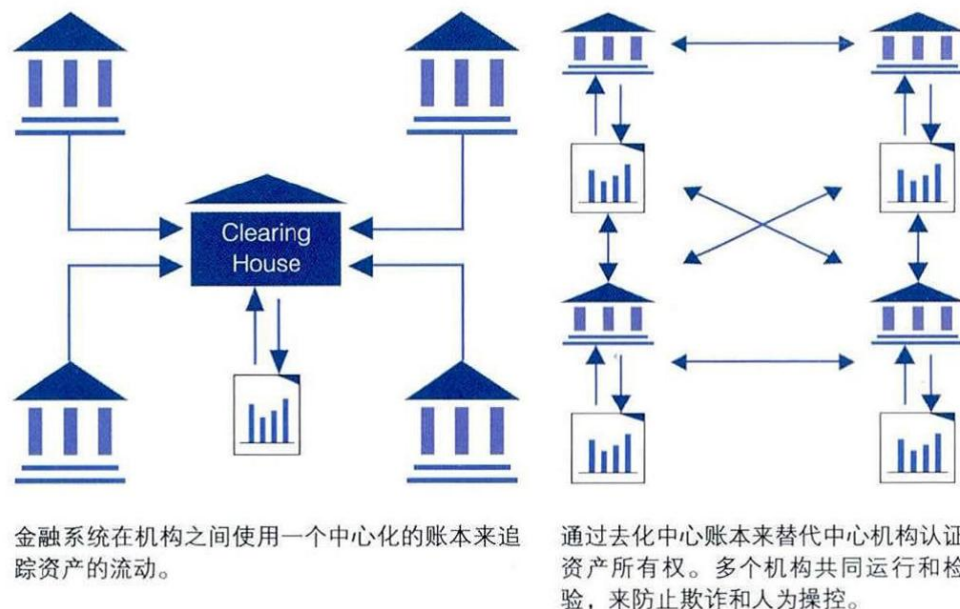 Clearing
House
金融系统在机构之间使用一个中心化的账本来追
踪资产的流动。
通过去化中心账本来替代中心机构认证
资产所有权。多个机构共同运行和检
验，来防止欺诈和人为操控。